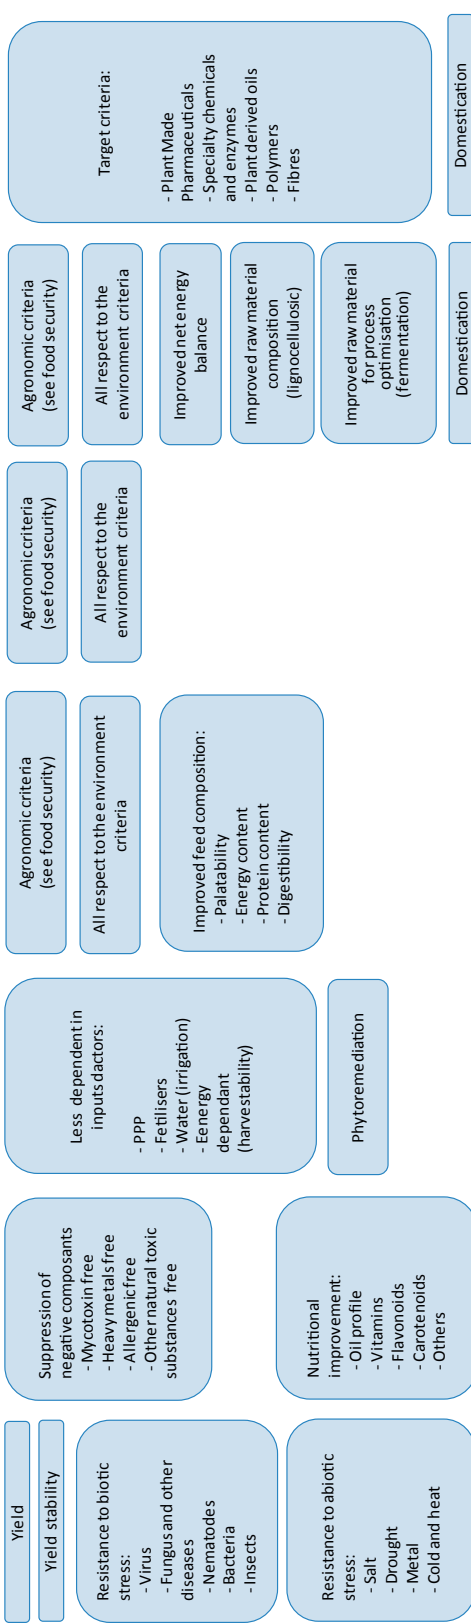 Yield
Yield stability
Resistance to biotic
stress:
- Virus
- Fungus and other
diseases
- Nematodes
- Bacteria
- Insects
Resistance to abiotic
stress:
- Salt
- Drought
- Metal
- Cold and heat
Suppression of
negative composants
- Mycotoxin free
- Heavy metals free
- Allergenic free
- Other natural toxic
substances free
Nutritional
improvement:
- Oil profile
- Vitamins
- Flavonoids
- Carotenoids
- Others
Less dependent in
inputs dactors:
- PPP
- Fetilisers
- Water (irrigation)
- Eenergy
dependant
(harvestability)
Phytoremediation
Agronomic criteria
(see food security)
All respect to the environment
criteria
Improved feed composition:
- Palatability
- Energy content
- Protein content
- Digestibility
Agronomic criteria
(see food security)
All respect to the
environment criteria
Agronomic criteria
(see food security)
All respect to the
environment criteria
Improved net energy
balance
Improved raw material
composition
(lignocellulosic)
Improved raw material
for process
optimisation
(fermentation)
Domestication
Target criteria:
- Plant Made
Pharmaceuticals
- Specialty chemicals
and enzymes
- Plant derived oils
- Polymers
- Fibres
Domestication